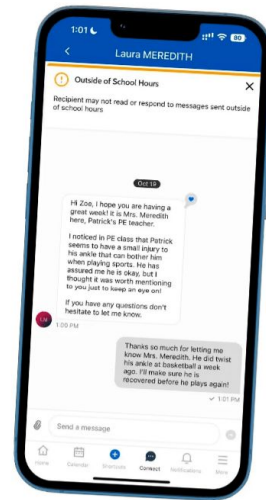 1:01
80
Laura MEREDITH
Outside of School Hours
Recipient may not read or respond to messages sent outside
of school hours
Oct 19
Hi Zoe, I hope you are having a
great week! It is Mrs. Meredith
here, Patrick's PE teacher.
I noticed in PE class that Patrick
seems to have a small injury to
his ankle that can bother him
when playing sports. He has
assured me he is okay, but I
thought it was worth mentioning
to you just to keep an eye on!
If you have any questions don't
hesitate to let me know.
LM
1:00 PM
Thanks so much for letting me
know Mrs. Meredith. He did twist
his ankle at basketball a week
ago. I'll make sure he is
recovered before he plays again!
1:01 PM
Send a message
Home
Calendar
Shortcuts
Connect
Notifications
More